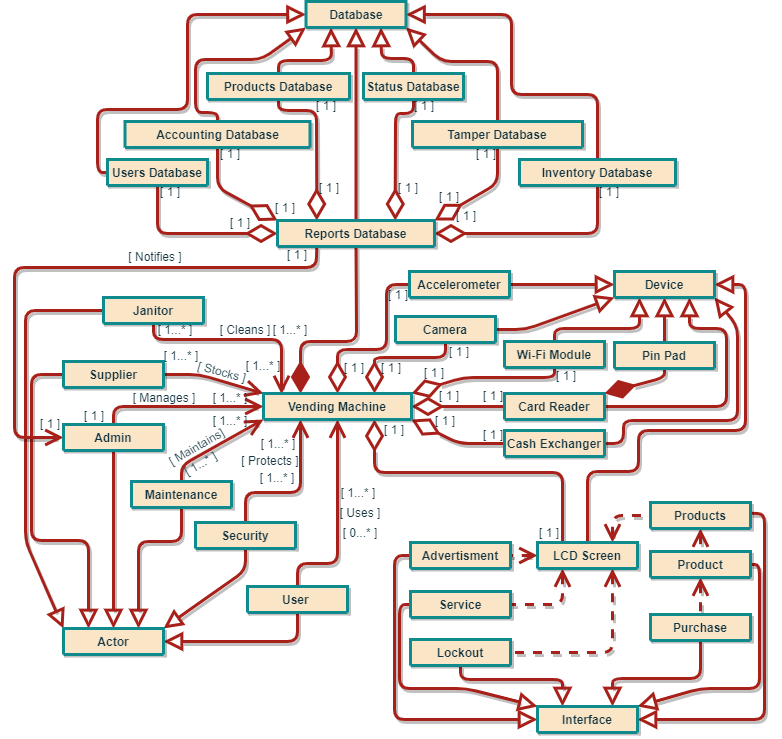 Database
Products Database
Status Database
[ 1 ]
[ 1 ]
Accounting Database
Tamper Database
[ 1 ]
[ 1 ]
Users Database
Inventory Database
[ 1 ]
[ 1 ]
[ 1 ]
[ 1 ]
[ 1 ]
[ 1 ]
[ 1 ]
[ 1 ]
Reports Database
[ 1 ]
[ Notifies ]
Accelerometer
Device
[ 1 ]
Janitor
[ 1...* ]
[ Cleans ]
[ 1...* ]
Camera
[ 1 ]
Wi-Fi Module
Pin Pad
[ 1...* ]
[ Stocks ]
[ 1...* ]
[ 1 ]
[ 1 ]
[ 1 ]
[ 1 ]
Supplier
[ Manages ]
[ 1...* ]
Vending Machine
[ 1 ]
[ 1 ]
Card Reader
[ 1 ]
[ 1 ]
[ 1...* ]
[ 1 ]
[ 1 ]
[ 1 ]
Admin
[ Maintains]
[ 1...* ]
[ 1...* ]
Cash Exchanger
[ Protects ]
[ 1...* ]
Maintenance
[ 1...* ]
[ Uses ]
[ 0...* ]
Security
[ 1 ]
Products
Advertisment
LCD Screen
Product
User
Service
Purchase
Actor
Lockout
Interface